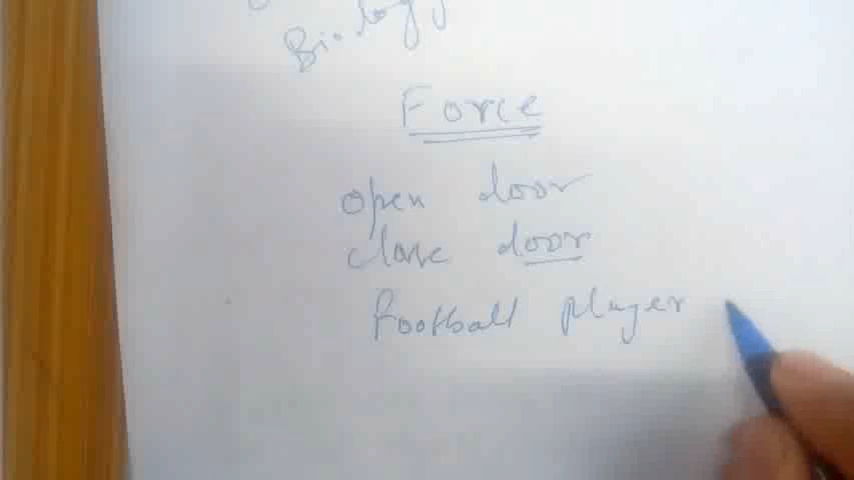 Biology
Force
open door
close door
football player